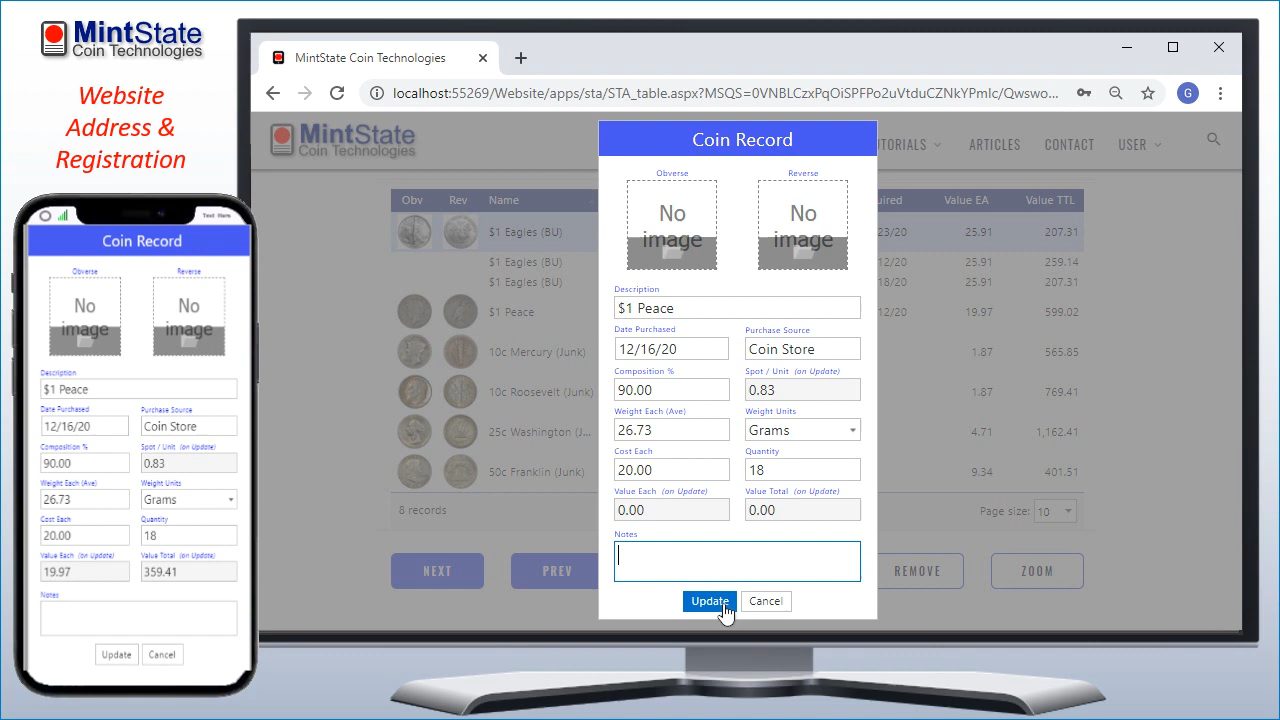 MintState
Coin Technologies
Website
Address &
Registration
Text Here
Coin Record
Obverse
Reverse
No
image
No
image
Description
$1 Peace
Date Purchased
Purchase Source
12/16/20
Coin Store
Composition %
Spot / Unit (on Update)
90.00
0.83
Weight Each (Ave)
Weight Units
26.73
Grams
Cost Each
Quantity
20.00
18
Value Each (on Update)
Value Total (on Update)
19.97
359.41
Notes
Update
Cancel
MintState Coin Technologies
localhost:55269/Website/apps/sta/STA_table.aspx?MSQS=0VNBLCzxPqOiSPFPo2uVtduCZNkYPmlc/Qwswo...
G
MintState
Coin Technologies
UTORIALS
ARTICLES
CONTACT
USER
Obv
Rev
Name
uired
Value EA
Value TTL
$1 Eagles (BU)
23/20
25.91
207.31
$1 Eagles (BU)
12/20
25.91
259.14
$1 Eagles (BU)
18/20
25.91
207.31
$1 Peace
12/20
19.97
599.02
10c Mercury (Junk)
1.87
565.85
10c Roosevelt (Junk)
1.87
769.41
25c Washington (J...
4.71
1,162.41
50c Franklin (Junk)
9.34
401.51
8 records
Page size:
10
NEXT
PREV
REMOVE
ZOOM
Coin Record
Obverse
Reverse
No
image
No
image
Description
$1 Peace
Date Purchased
Purchase Source
12/16/20
Coin Store
Composition %
Spot / Unit (on Update)
90.00
0.83
Weight Each (Ave)
Weight Units
26.73
Grams
Cost Each
Quantity
20.00
18
Value Each (on Update)
Value Total (on Update)
0.00
0.00
Notes
Update
Cancel